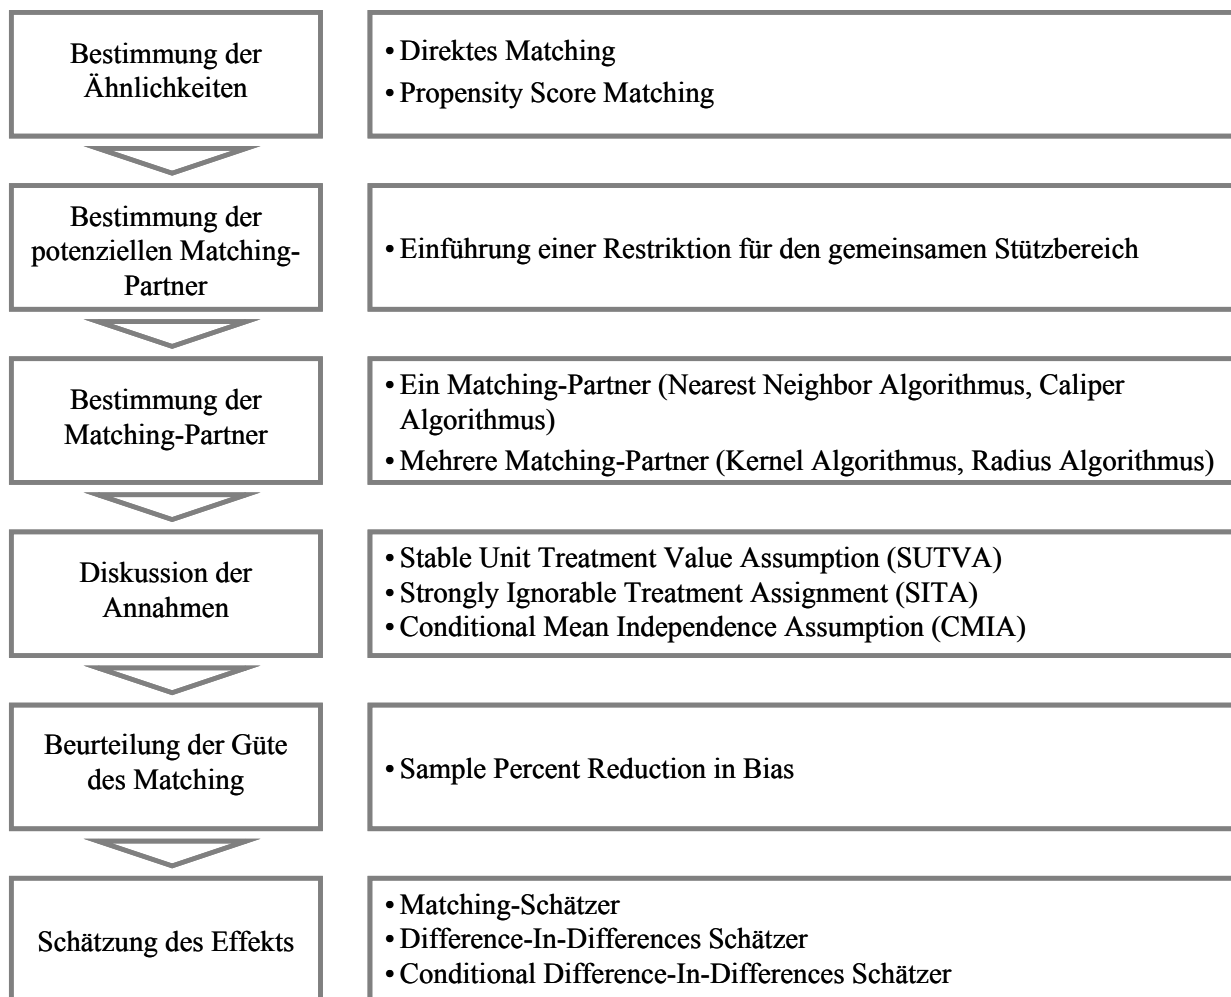 Bestimmung der
Ähnlichkeiten
• Direktes Matching
• Propensity Score Matching
Bestimmung der
potenziellen Matching-
Partner
• Einführung einer Restriktion für den gemeinsamen Stützbereich
Bestimmung der
Matching-Partner
• Ein Matching-Partner (Nearest Neighbor Algorithmus, Caliper
Algorithmus)
• Mehrere Matching-Partner (Kernel Algorithmus, Radius Algorithmus)
Diskussion der
Annahmen
• Stable Unit Treatment Value Assumption (SUTVA)
• Strongly Ignorable Treatment Assignment (SITA)
• Conditional Mean Independence Assumption (CMIA)
Beurteilung der Güte
des Matching
• Sample Percent Reduction in Bias
Schätzung des Effekts
• Matching-Schätzer
• Difference-In-Differences Schätzer
• Conditional Difference-In-Differences Schätzer